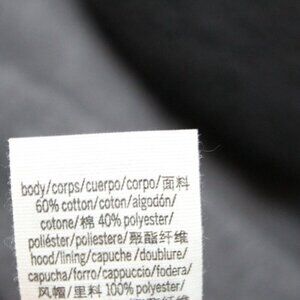 body/corps/cuerpo/corpo/面料
60% cotton/coton/algodón/
cotone/棉 40% polyester/
poliéster/poliestere/聚酯纤维
hood/lining/capuche/doublure/
capucha/forro/cappuccio/fodera/
风帽/里料 100% polyester/